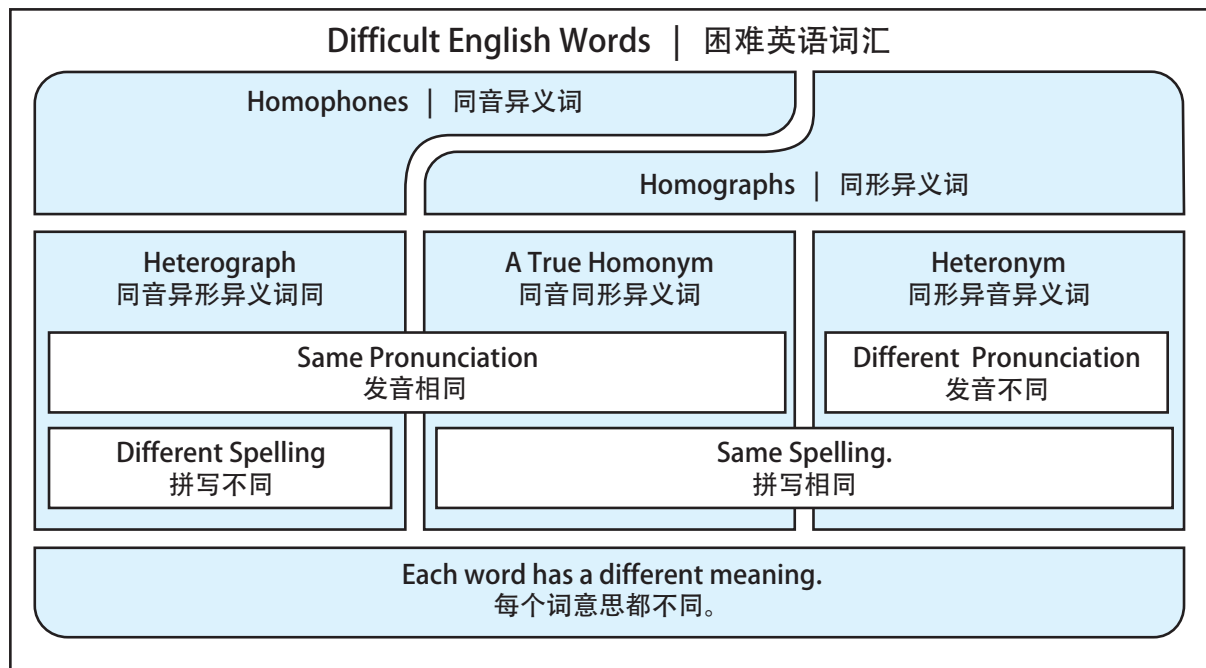 Difficult English Words | 困难英语词汇
Homophones | 同音异义词
Homographs | 同形异义词
Heterograph
同音异形异义词同
A True Homonym
同音同形异义词
Heteronym
同形异音异义词
Same Pronunciation
发音相同
Different Pronunciation
发音不同
Different Spelling
拼写不同
Same Spelling.
拼写相同
Each word has a different meaning.
每个词意思都不同。